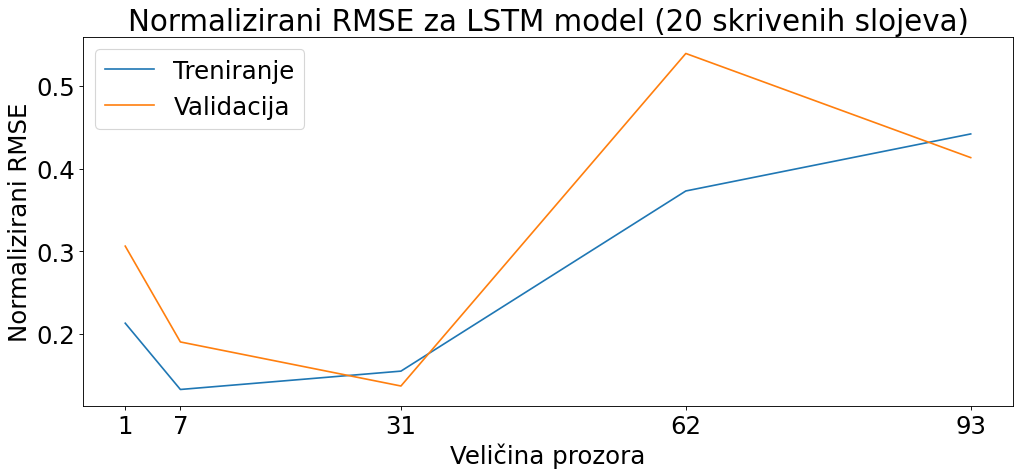 Normalizirani RMSE za LSTM model (20 skrivenih slojeva)
Treniranje
Validacija
Normalizirani RMSE
0.5
0.4
0.3
0.2
1 7 31 62 93
Veličina prozora